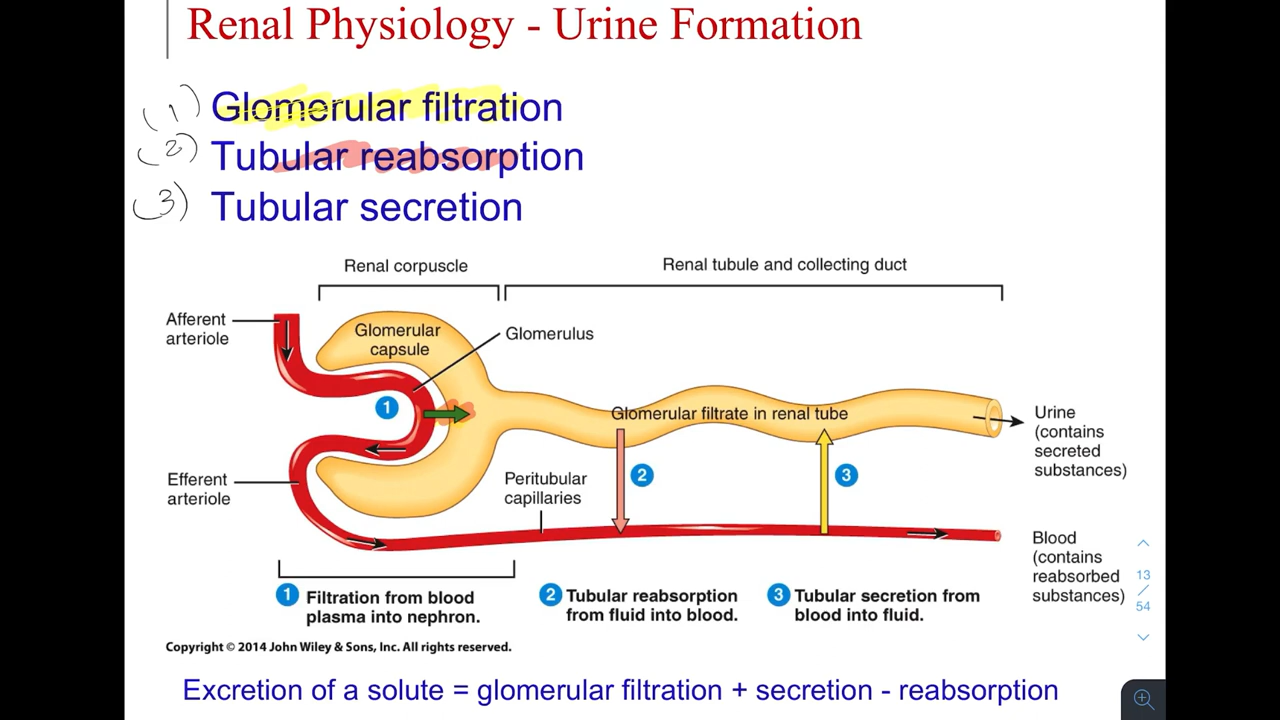 Renal Physiology - Urine Formation
(1) Glomerular filtration
(2) Tubular reabsorption
(3) Tubular secretion
Renal corpuscle
Renal tubule and collecting duct
Afferent
arteriole
Glomerular
capsule
Glomerulus
1
Glomerular filtrate in renal tube
Urine
(contains
secreted
substances)
Efferent
arteriole
Peritubular
capillaries
2
3
Blood
(contains
reabsorbed
substances)
13
/
54
1 Filtration from blood
plasma into nephron.
2 Tubular reabsorption
from fluid into blood.
3 Tubular secretion from
blood into fluid.
Copyright © 2014 John Wiley & Sons, Inc. All rights reserved.
Excretion of a solute = glomerular filtration + secretion - reabsorption